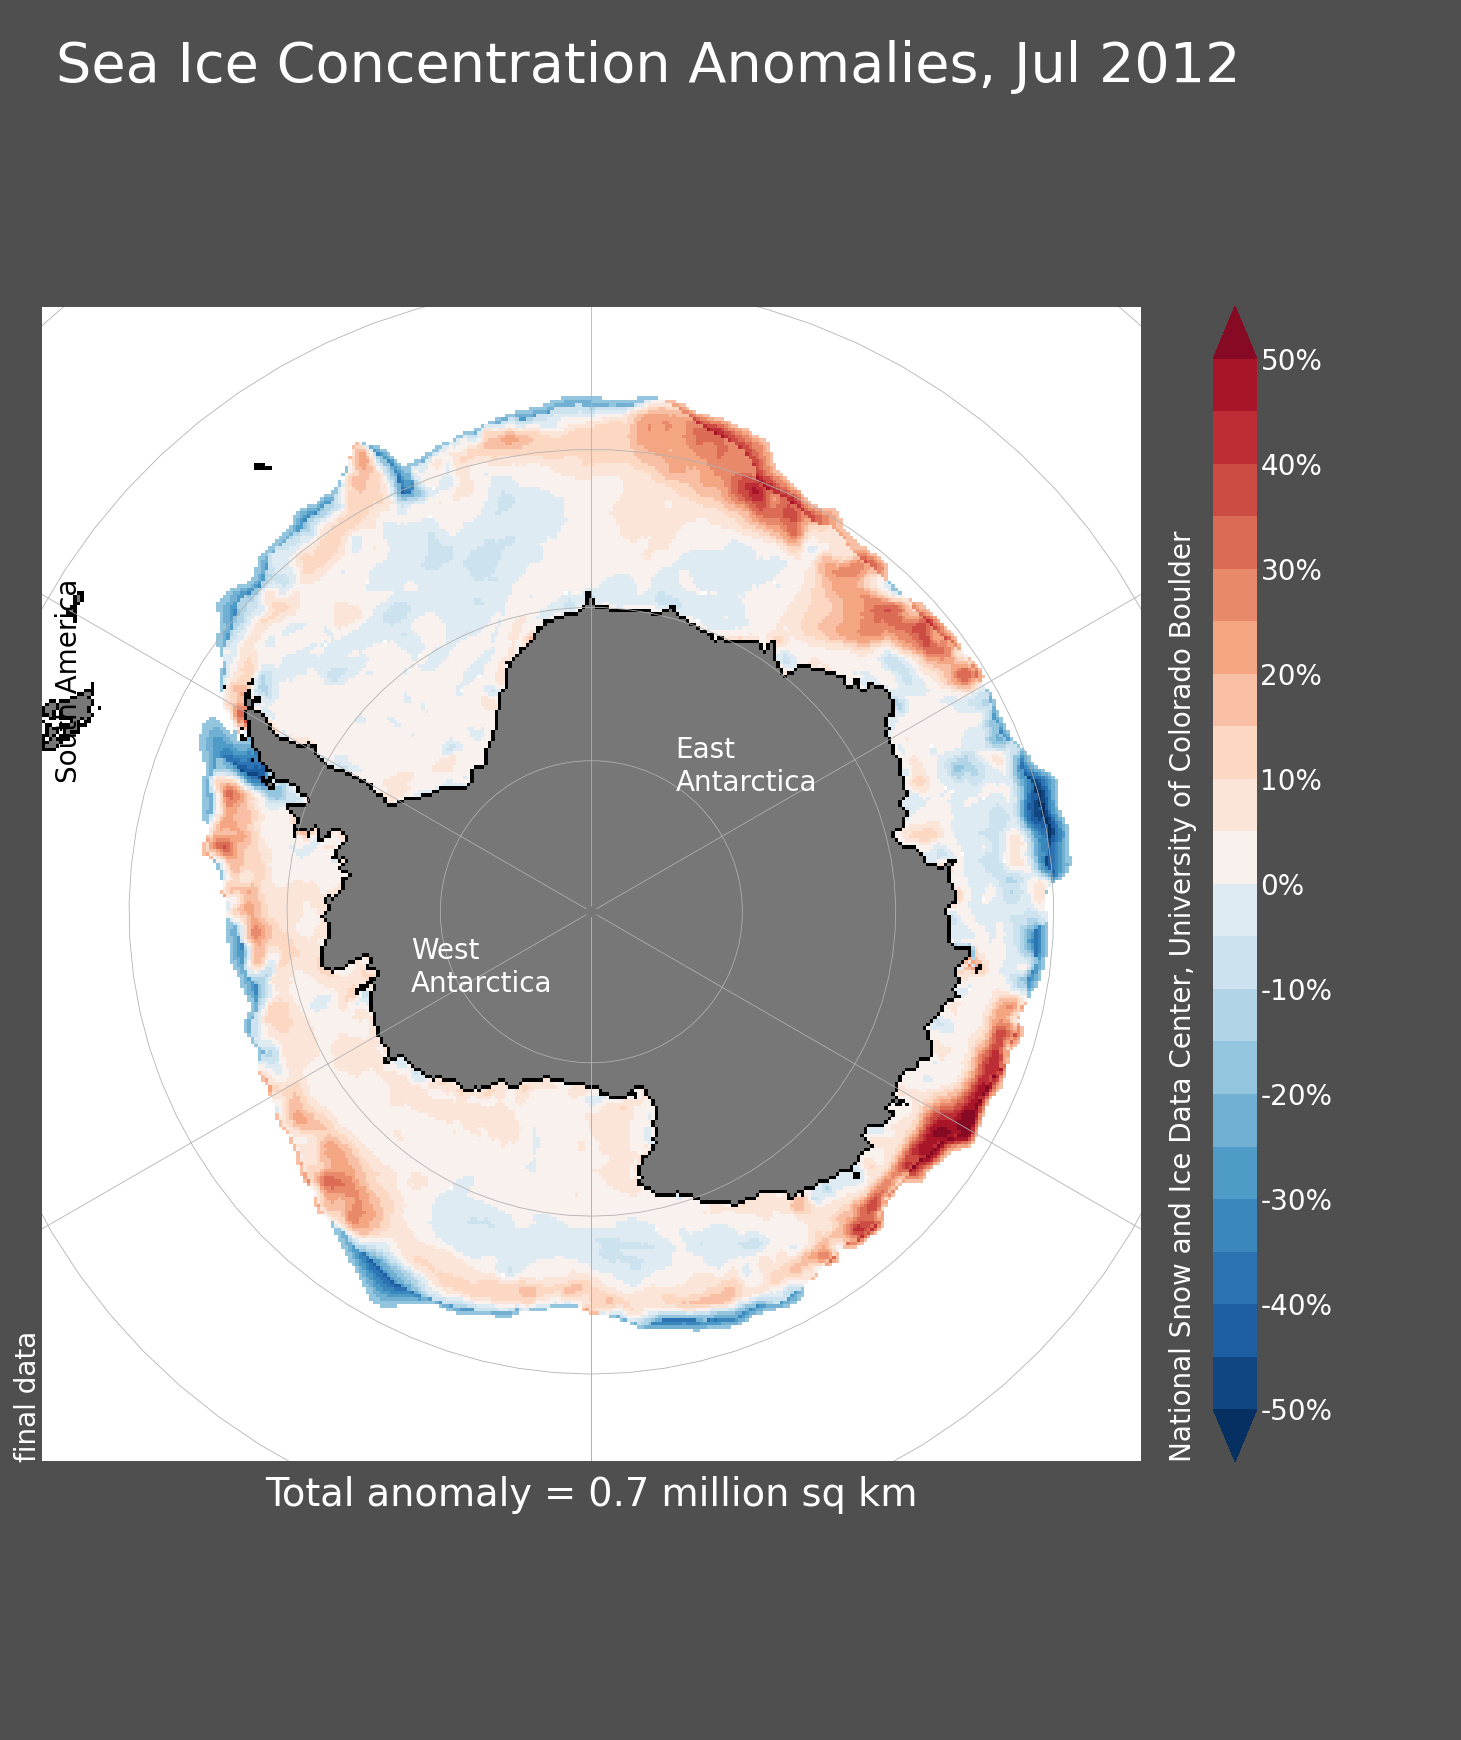 Sea Ice Concentration Anomalies, Jul 2012
South America
East
Antarctica
West
Antarctica
final data
National Snow and Ice Data Center, University of Colorado Boulder
50%
40%
30%
20%
10%
0%
-10%
-20%
-30%
-40%
-50%
Total anomaly = 0.7 million sq km